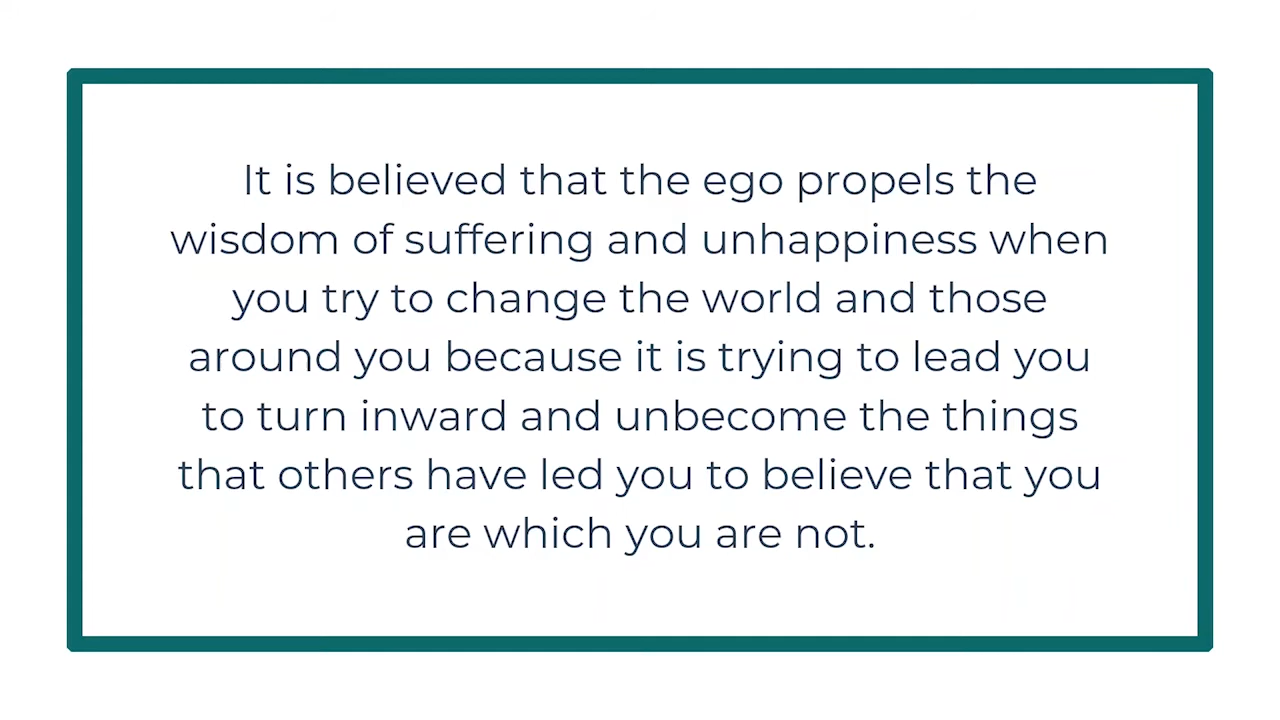 It is believed that the ego propels the
wisdom of suffering and unhappiness when
you try to change the world and those
around you because it is trying to lead you
to turn inward and unbecome the things
that others have led you to believe that you
are which you are not.